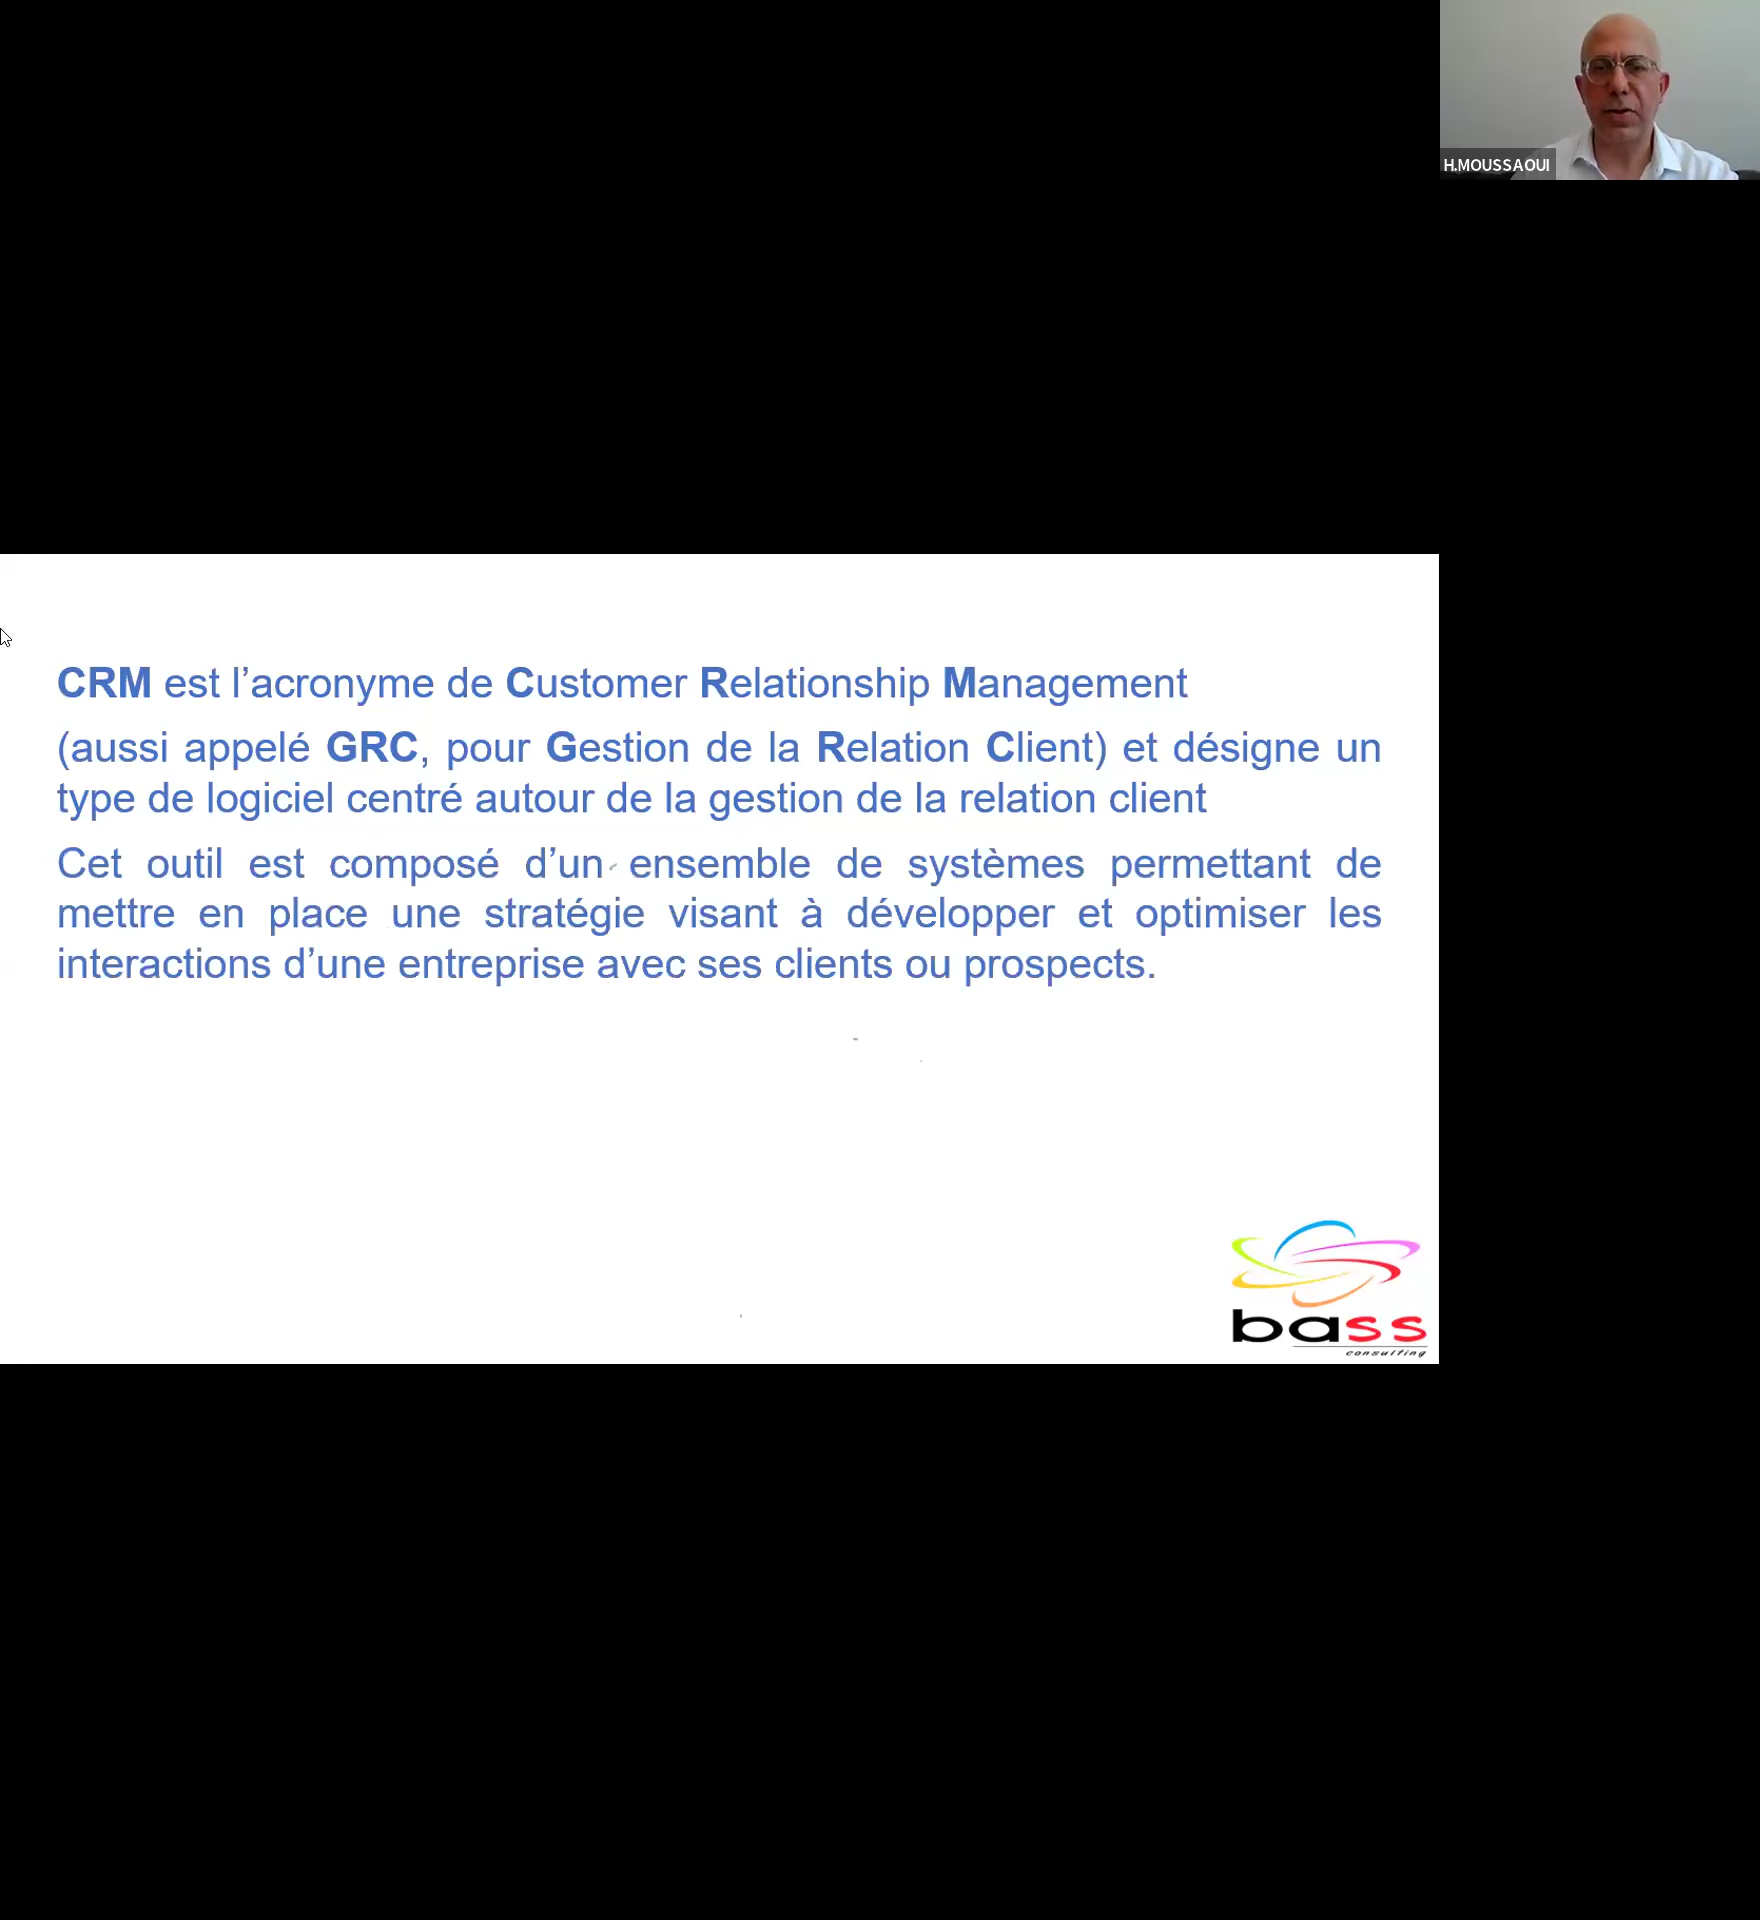 H.MOUSSAOUI
CRM est l’acronyme de Customer Relationship Management
(aussi appelé GRC, pour Gestion de la Relation Client) et désigne un
type de logiciel centré autour de la gestion de la relation client
Cet outil est composé d’un ensemble de systèmes permettant de
mettre en place une stratégie visant à développer et optimiser les
interactions d’une entreprise avec ses clients ou prospects.
bass
consulting